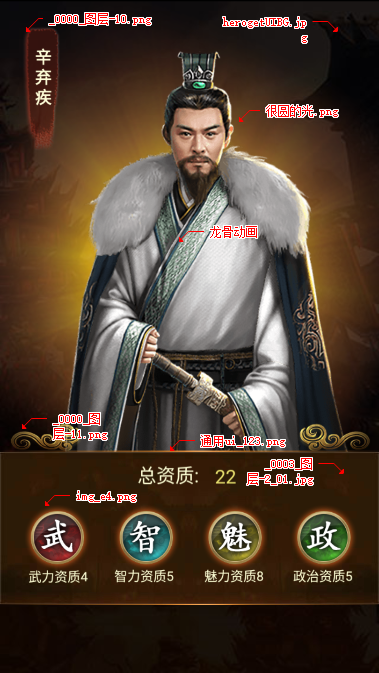 _0000_图层-10.png
herogetUIBG.jp
g
辛弃疾
很圆的光.png
龙骨动画
_0000_图
层-11.png
通用ui_123.png
总资质: 22
_0003_图
层-2_01.jpg
img_e4.png
武 智 魅 政
武力资质4 智力资质5 魅力资质8 政治资质5